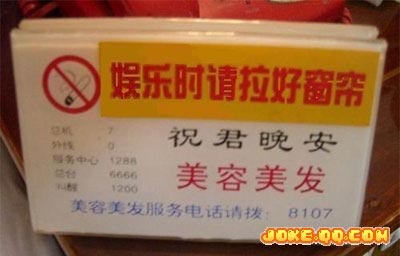 娱乐时请拉好窗帘
祝君晚安
美容美发
总机 7
外线 0
服务中心 1288
总台 6666
叫醒 1200
美容美发服务电话请拨: 8107
JOKE.QQ.COM